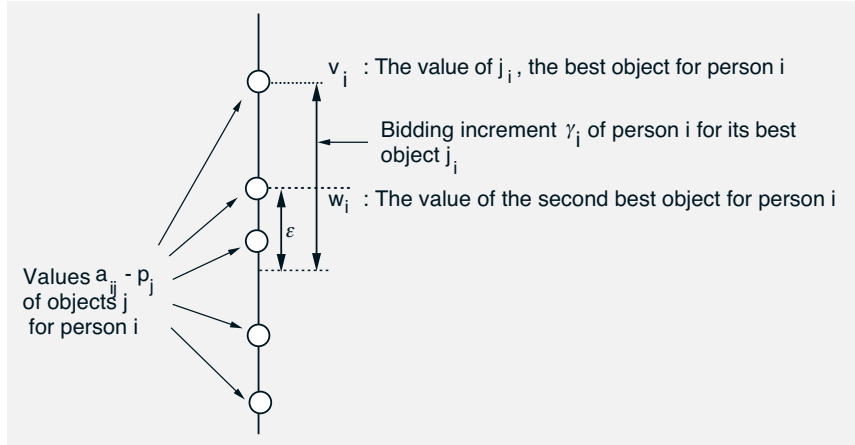 v_i : The value of j_i , the best object for person i
Bidding increment γ_i of person i for its best
object j_i
w_i : The value of the second best object for person i
ε
Values a_ij - p_j
of objects j
for person i